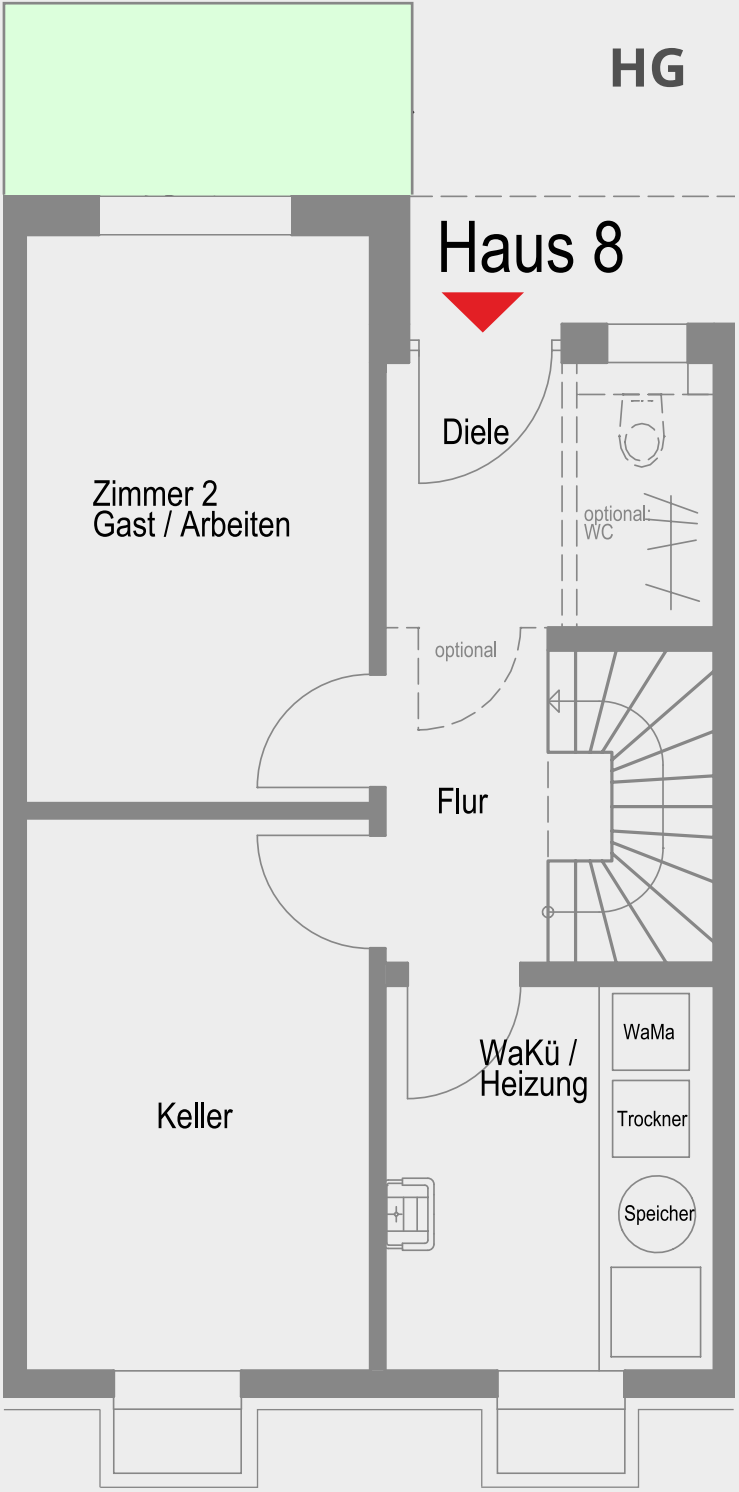 HG
Haus 8
Diele
Zimmer 2
Gast / Arbeiten
optional:
WC
optional
Flur
WaKü /
Heizung
WaMa
Trockner
Keller
Speicher